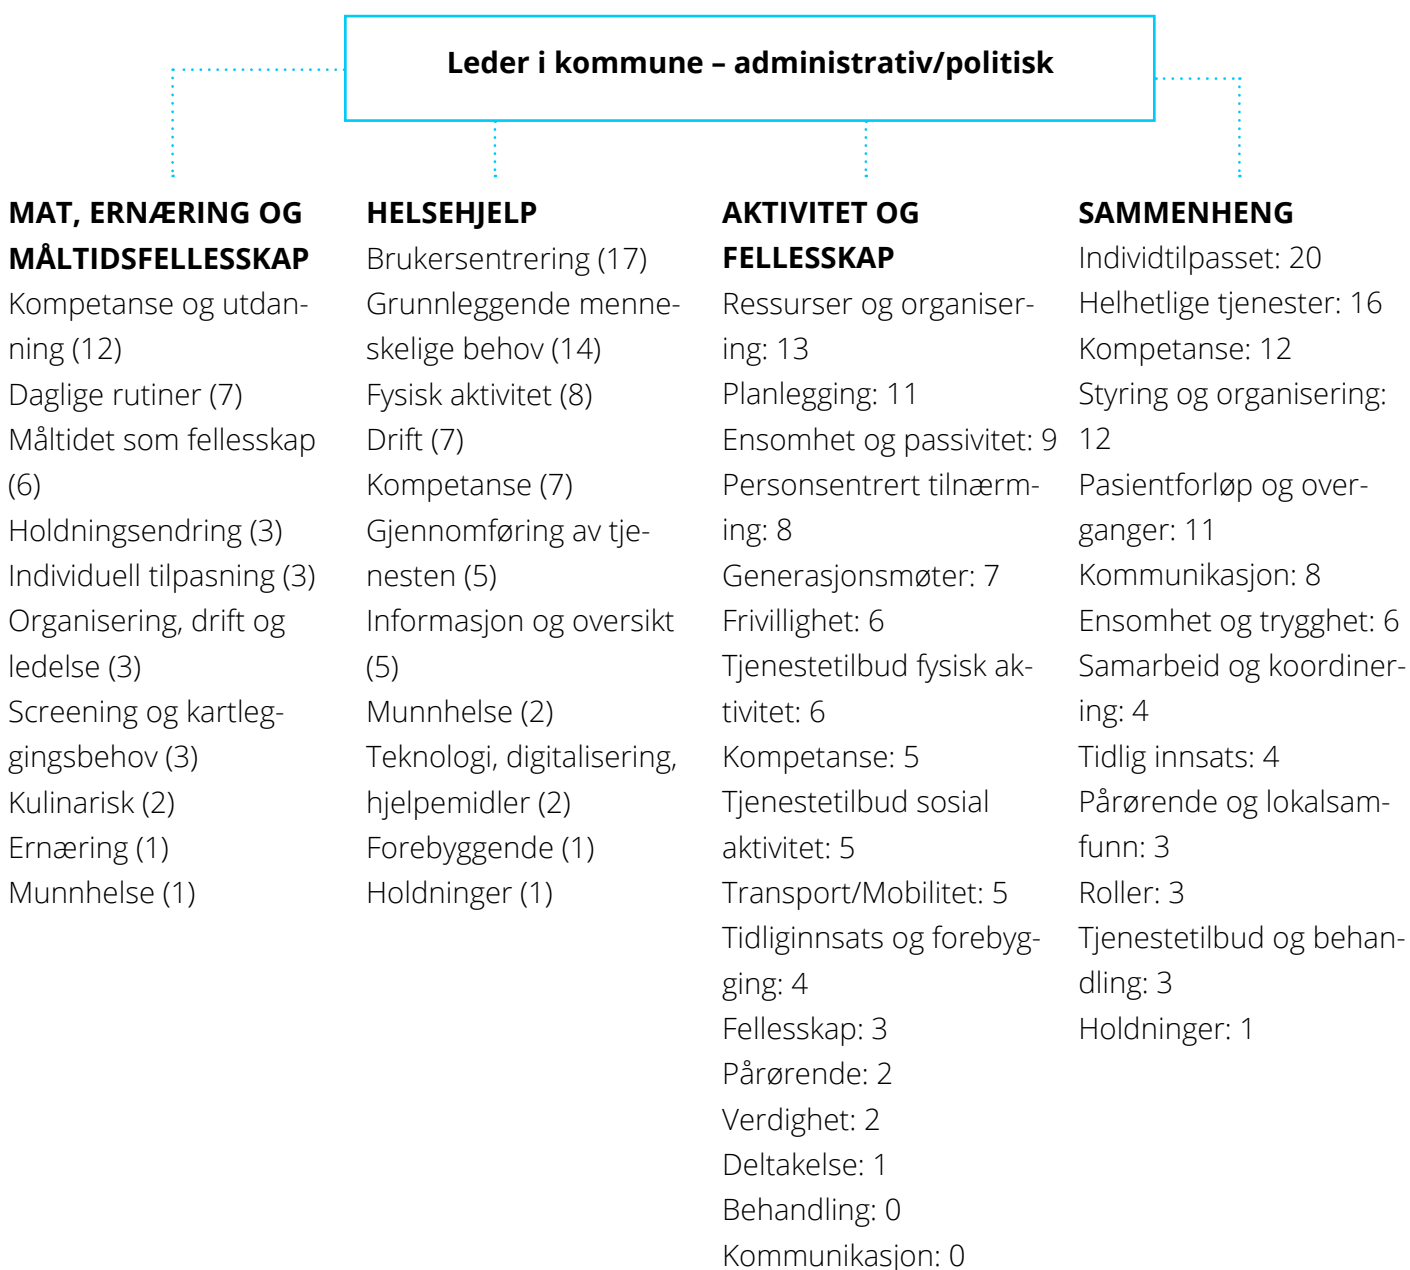 Leder i kommune – administrativ/politisk
MAT, ERNÆRING OG
MÅLTIDSFELLESSKAP
Kompetanse og utdan-
ning (12)
Daglige rutiner (7)
Måltidet som fellesskap
(6)
Holdningsendring (3)
Individuell tilpasning (3)
Organisering, drift og
ledelse (3)
Screening og kartleg-
gingsbehov (3)
Kulinarisk (2)
Ernæring (1)
Munnhelse (1)
HELSEHJELP
Brukersentrering (17)
Grunnleggende menne-
skelige behov (14)
Fysisk aktivitet (8)
Drift (7)
Kompetanse (7)
Gjennomføring av tje-
nesten (5)
Informasjon og oversikt
(5)
Munnhelse (2)
Teknologi, digitalisering,
hjelpemidler (2)
Forebyggende (1)
Holdninger (1)
AKTIVITET OG
FELLESSKAP
Ressurser og organiser-
ing: 13
Planlegging: 11
Ensomhet og passivitet: 9
Personsentrert tilnærm-
ing: 8
Generasjonsmøter: 7
Frivillighet: 6
Tjenestetilbud fysisk ak-
tivitet: 6
Kompetanse: 5
Tjenestetilbud sosial
aktivitet: 5
Transport/Mobilitet: 5
Tidliginnsats og forebyg-
ging: 4
Fellesskap: 3
Pårørende: 2
Verdighet: 2
Deltakelse: 1
Behandling: 0
Kommunikasjon: 0
SAMMENHENG
Individtilpasset: 20
Helhetlige tjenester: 16
Kompetanse: 12
Styring og organisering:
12
Pasientforløp og over-
ganger: 11
Kommunikasjon: 8
Ensomhet og trygghet: 6
Samarbeid og koordiner-
ing: 4
Tidlig innsats: 4
Pårørende og lokalsam-
funn: 3
Roller: 3
Tjenestetilbud og behan-
dling: 3
Holdninger: 1